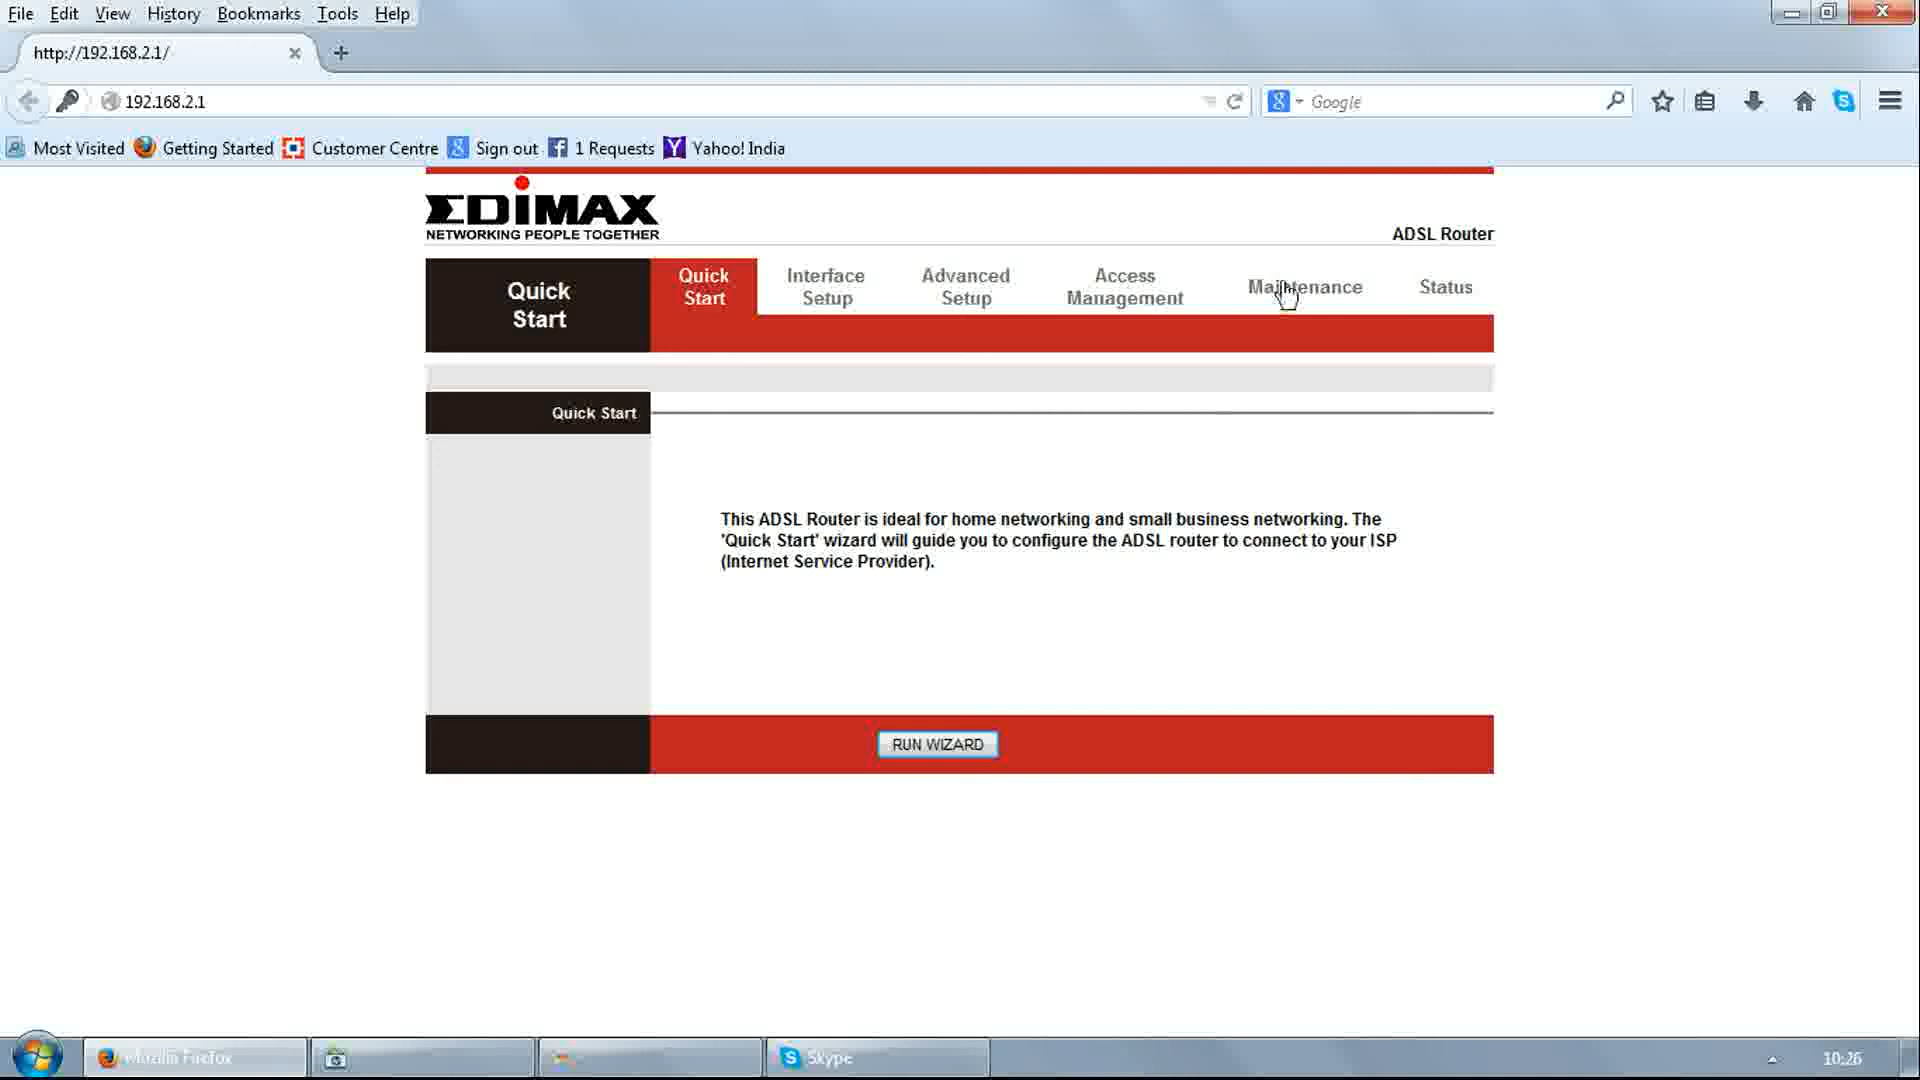 File Edit View History Bookmarks Tools Help
http://192.168.2.1/
192.168.2.1
Google
Most Visited Getting Started Customer Centre Sign out 1 Requests Yahoo! India
EDIMAX
NETWORKING PEOPLE TOGETHER
ADSL Router
Quick
Start
Quick
Start
Interface
Setup
Advanced
Setup
Access
Management
Maintenance
Status
Quick Start
This ADSL Router is ideal for home networking and small business networking. The
'Quick Start' wizard will guide you to configure the ADSL router to connect to your ISP
(Internet Service Provider).
RUN WIZARD
Mozilla Firefox
Skype
10:26